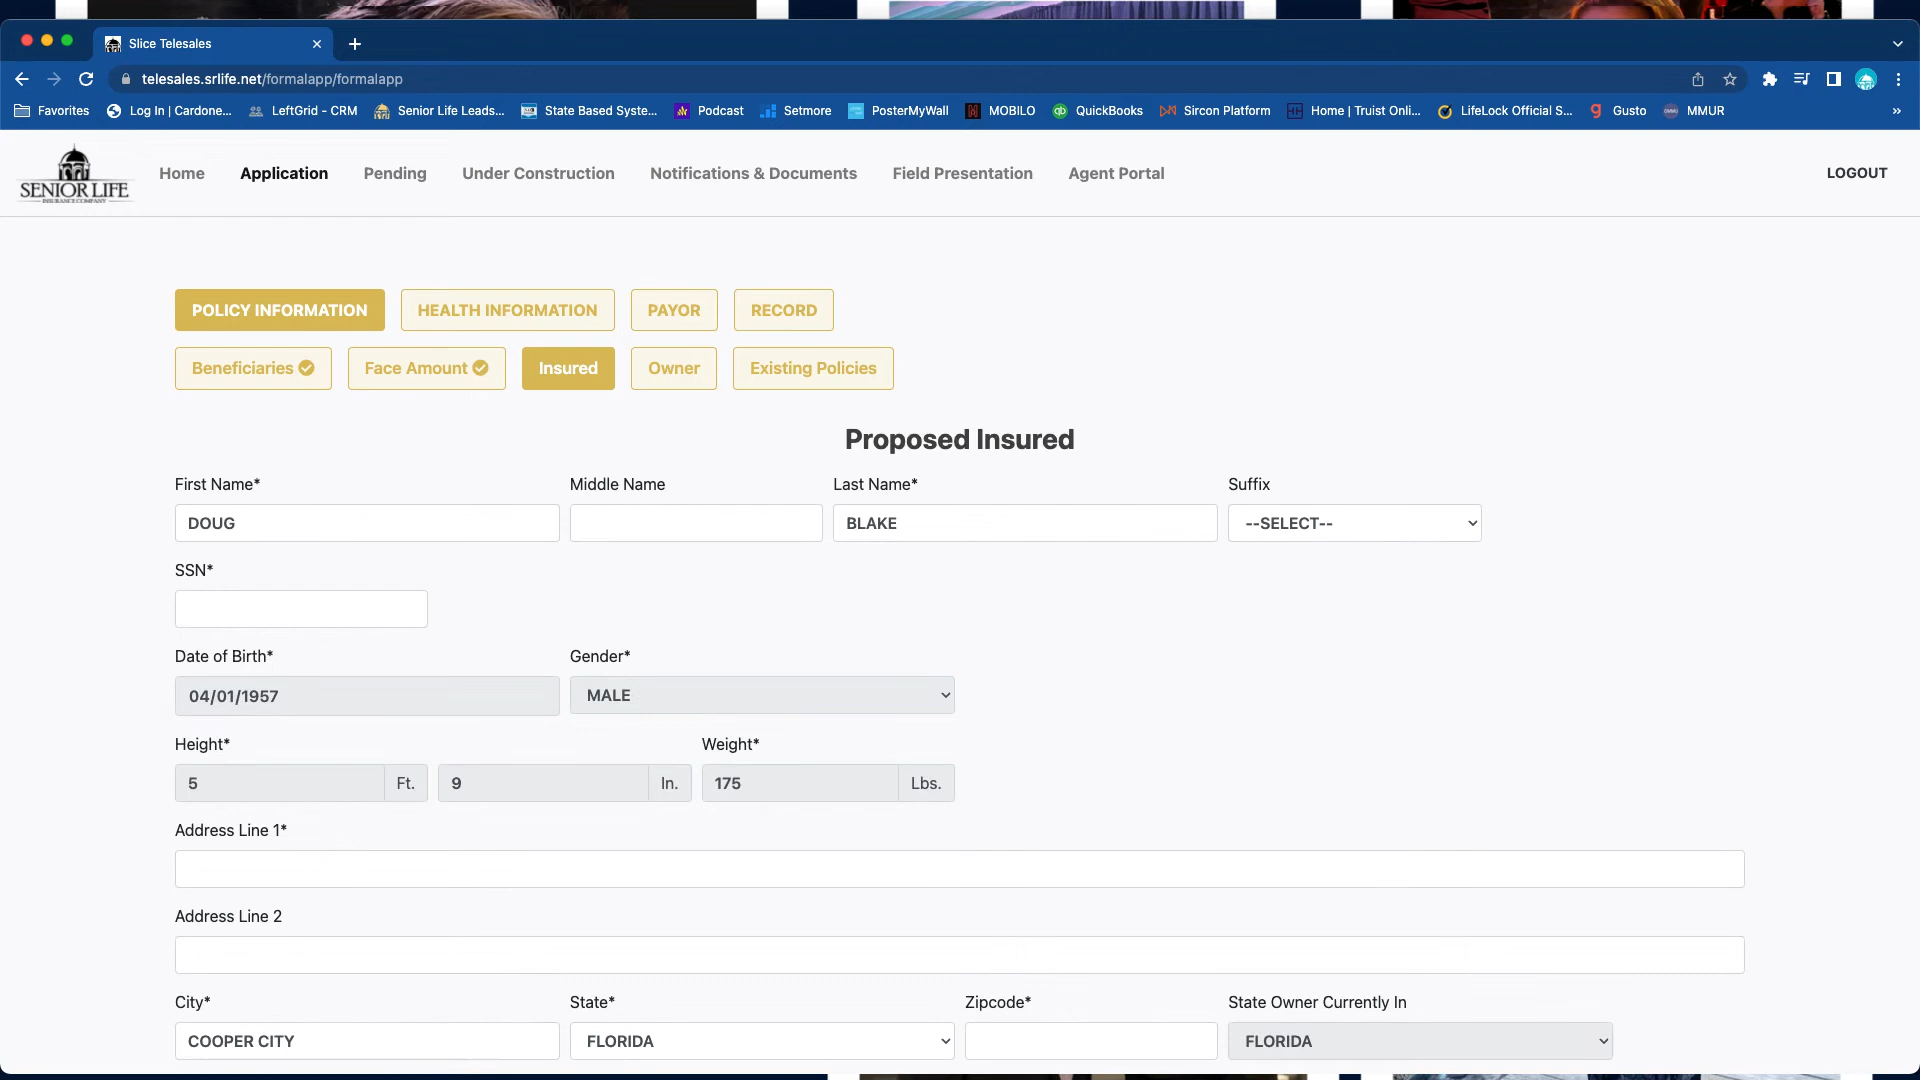 Slice Telesales
telesales.srlife.net/formalapp/formalapp
Favorites Log In | Cardone... LeftGrid - CRM Senior Life Leads... State Based Syste... Podcast Setmore PosterMyWall MOBILO QuickBooks Sircon Platform Home | Truist Onli... LifeLock Official S... Gusto MMUR »
SENIOR LIFE
INSURANCE COMPANY
Home Application Pending Under Construction Notifications & Documents Field Presentation Agent Portal LOGOUT
POLICY INFORMATION HEALTH INFORMATION PAYOR RECORD
Beneficiaries Face Amount Insured Owner Existing Policies
Proposed Insured
First Name* Middle Name Last Name* Suffix
DOUG BLAKE --SELECT--
SSN*
Date of Birth* Gender*
04/01/1957 MALE
Height* Weight*
5 Ft. 9 In. 175 Lbs.
Address Line 1*
Address Line 2
City* State* Zipcode* State Owner Currently In
COOPER CITY FLORIDA FLORIDA